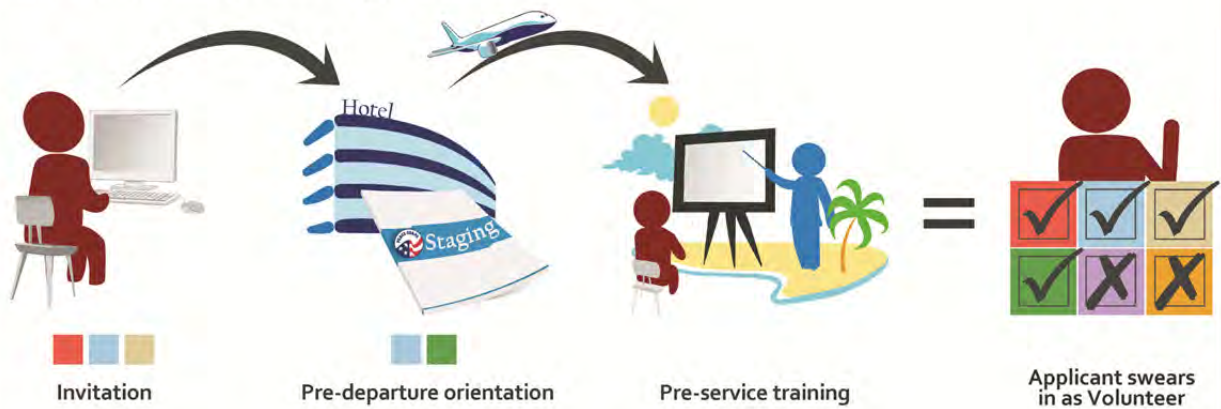 Hotel
Staging
Invitation
Pre-departure orientation
Pre-service training
=
Applicant swears
in as Volunteer